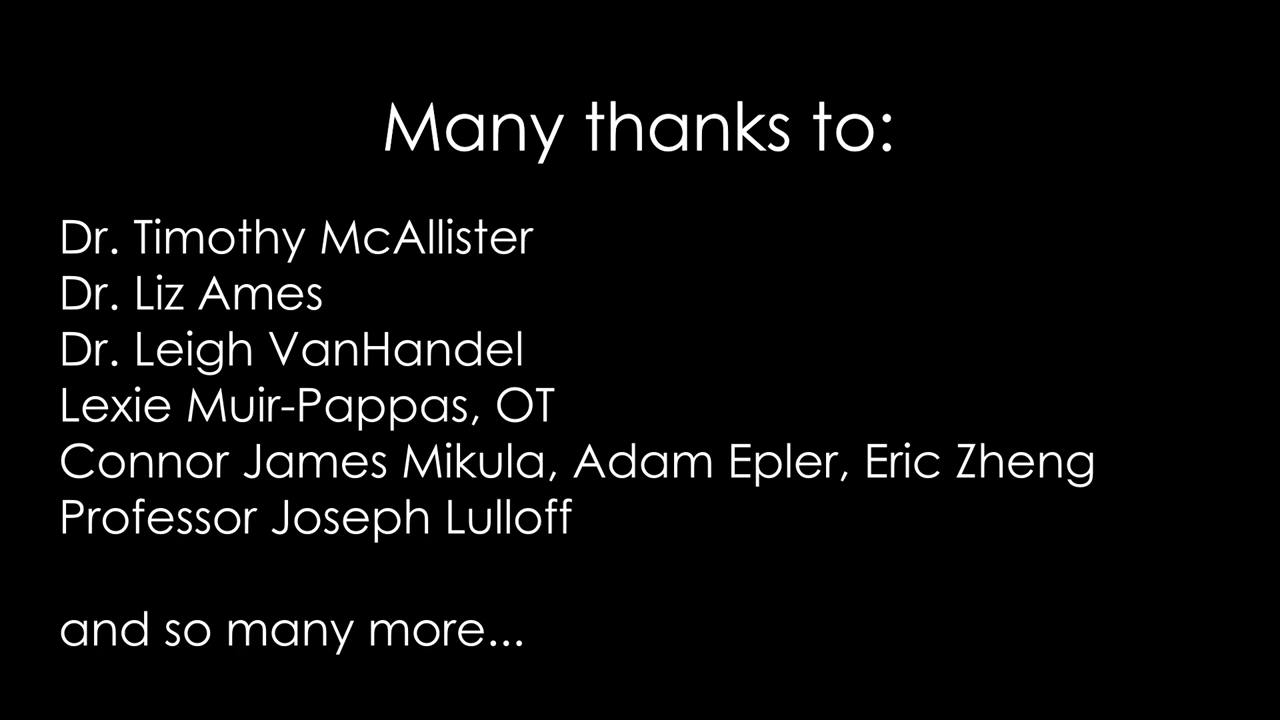 Many thanks to:
Dr. Timothy McAllister
Dr. Liz Ames
Dr. Leigh VanHandel
Lexie Muir-Pappas, OT
Connor James Mikula, Adam Epler, Eric Zheng
Professor Joseph Lulloff
and so many more...